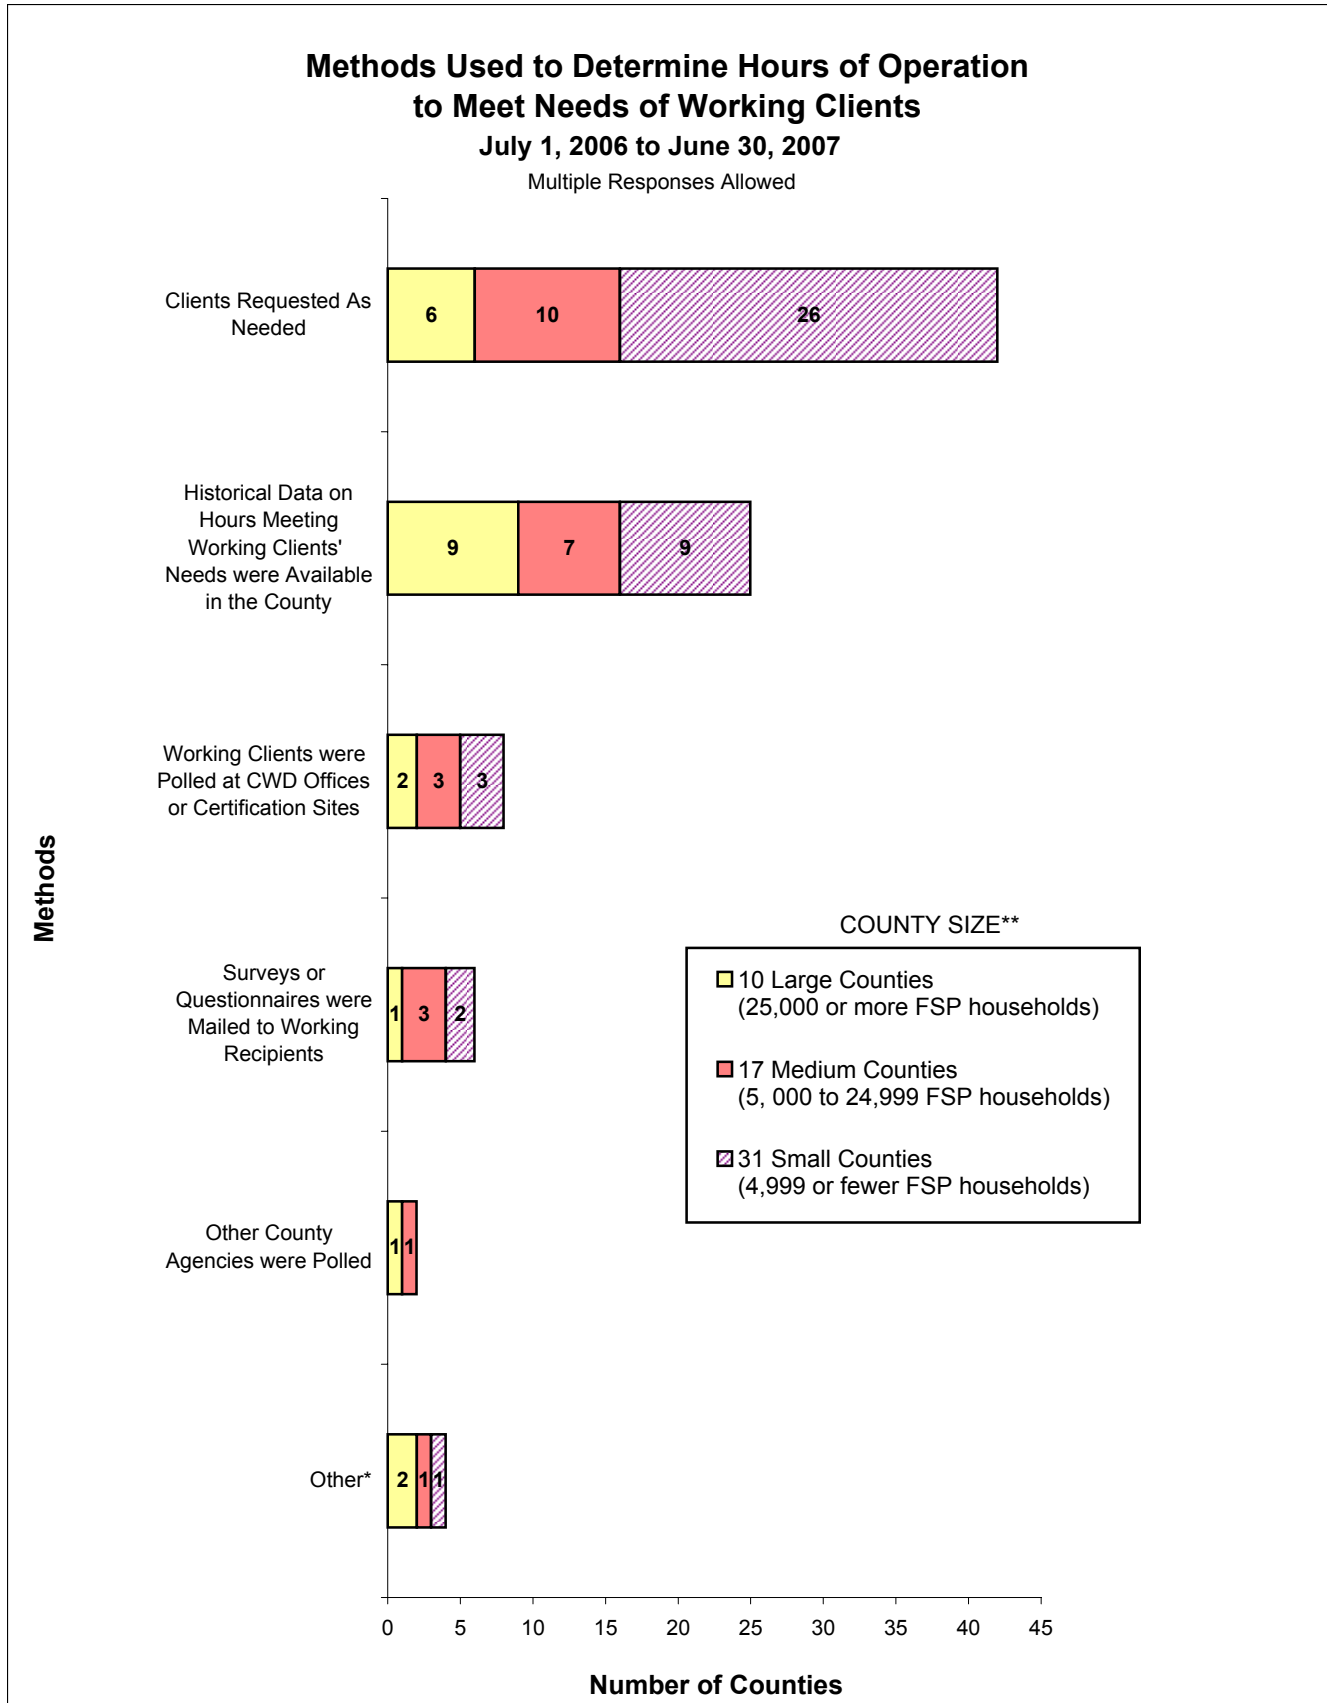 Methods Used to Determine Hours of Operation
to Meet Needs of Working Clients
July 1, 2006 to June 30, 2007
Multiple Responses Allowed
Clients Requested As
Needed
6 10 26
Historical Data on
Hours Meeting
Working Clients'
Needs were Available
in the County
9 7 9
Working Clients were
Polled at CWD Offices
or Certification Sites
2 3 3
Surveys or
Questionnaires were
Mailed to Working
Recipients
1 3 2
Other County
Agencies were Polled
1 1
Other*
2 1 1
Methods
COUNTY SIZE**
10 Large Counties
(25,000 or more FSP households)
17 Medium Counties
(5, 000 to 24,999 FSP households)
31 Small Counties
(4,999 or fewer FSP households)
0 5 10 15 20 25 30 35 40 45
Number of Counties